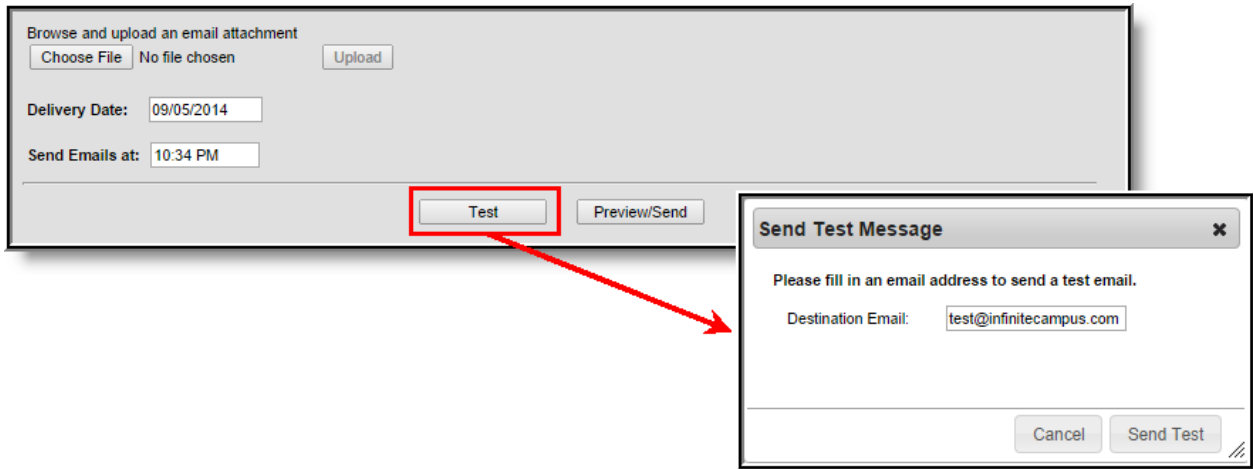 Browse and upload an email attachment
Choose File No file chosen Upload
Delivery Date: 09/05/2014
Send Emails at: 10:34 PM
Test Preview/Send
Send Test Message ✖
Please fill in an email address to send a test email.
Destination Email: test@infinitecampus.com
Cancel Send Test